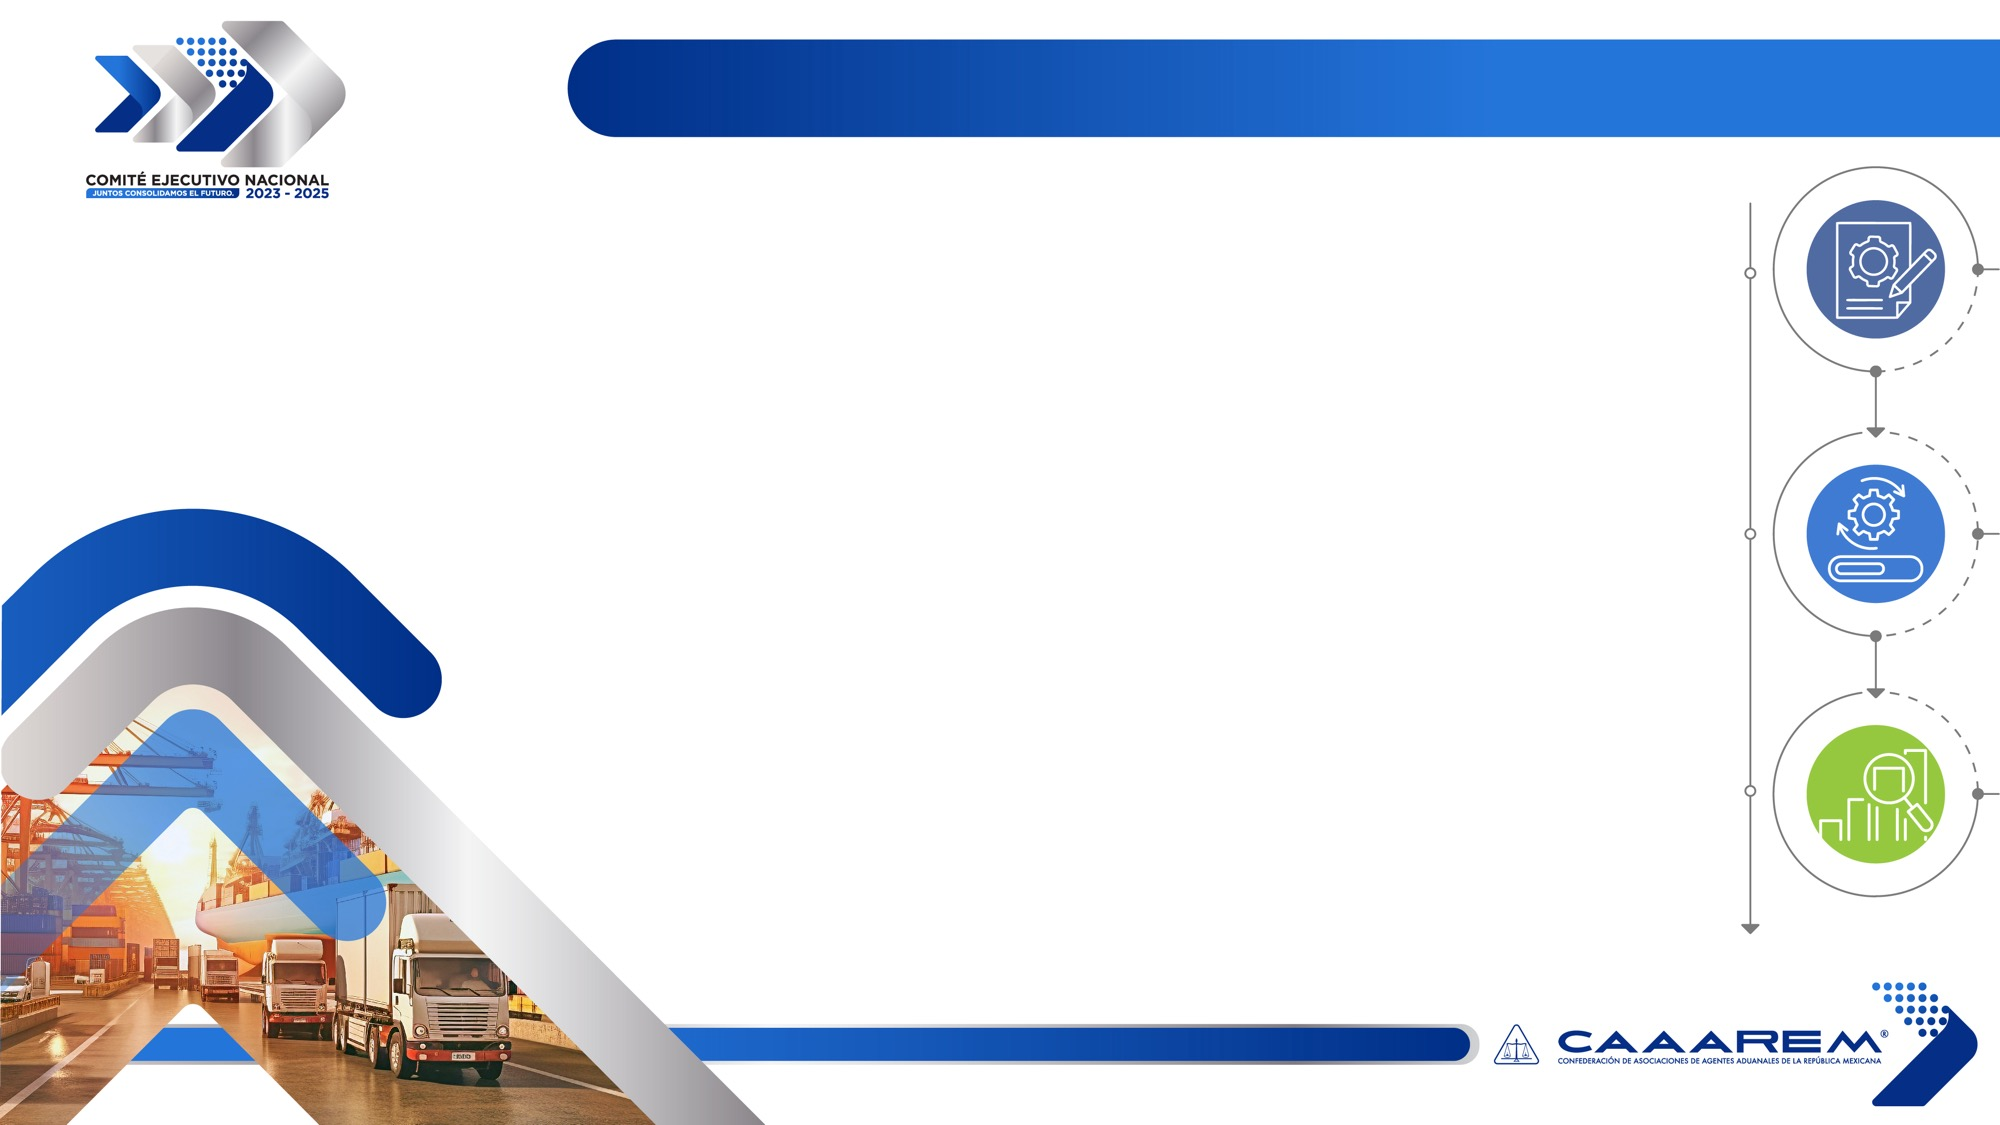 COMITÉ EJECUTIVO NACIONAL
JUNTOS CONSOLIDAMOS EL FUTURO. 2023 - 2025
CAAAREM®
CONFEDERACIÓN DE ASOCIACIONES DE AGENTES ADUANALES DE LA REPÚBLICA MEXICANA